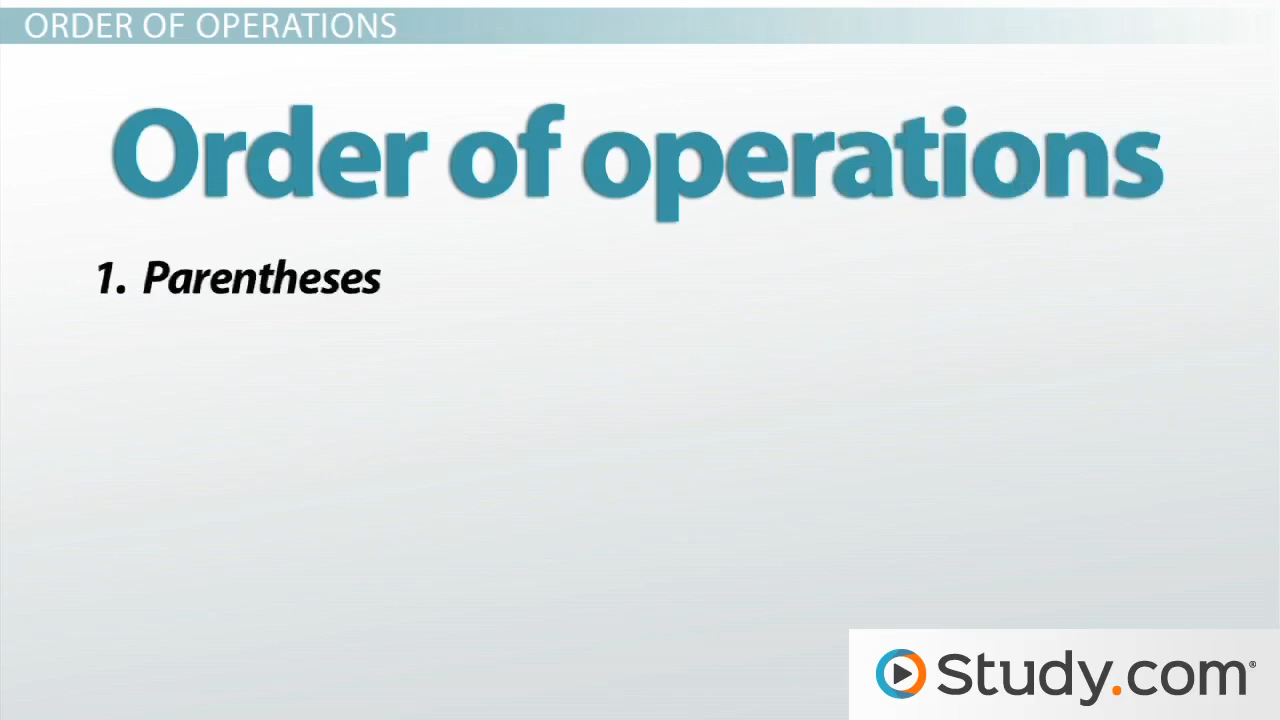 ORDER OF OPERATIONS
Order of operations
1. Parentheses
Study.com®